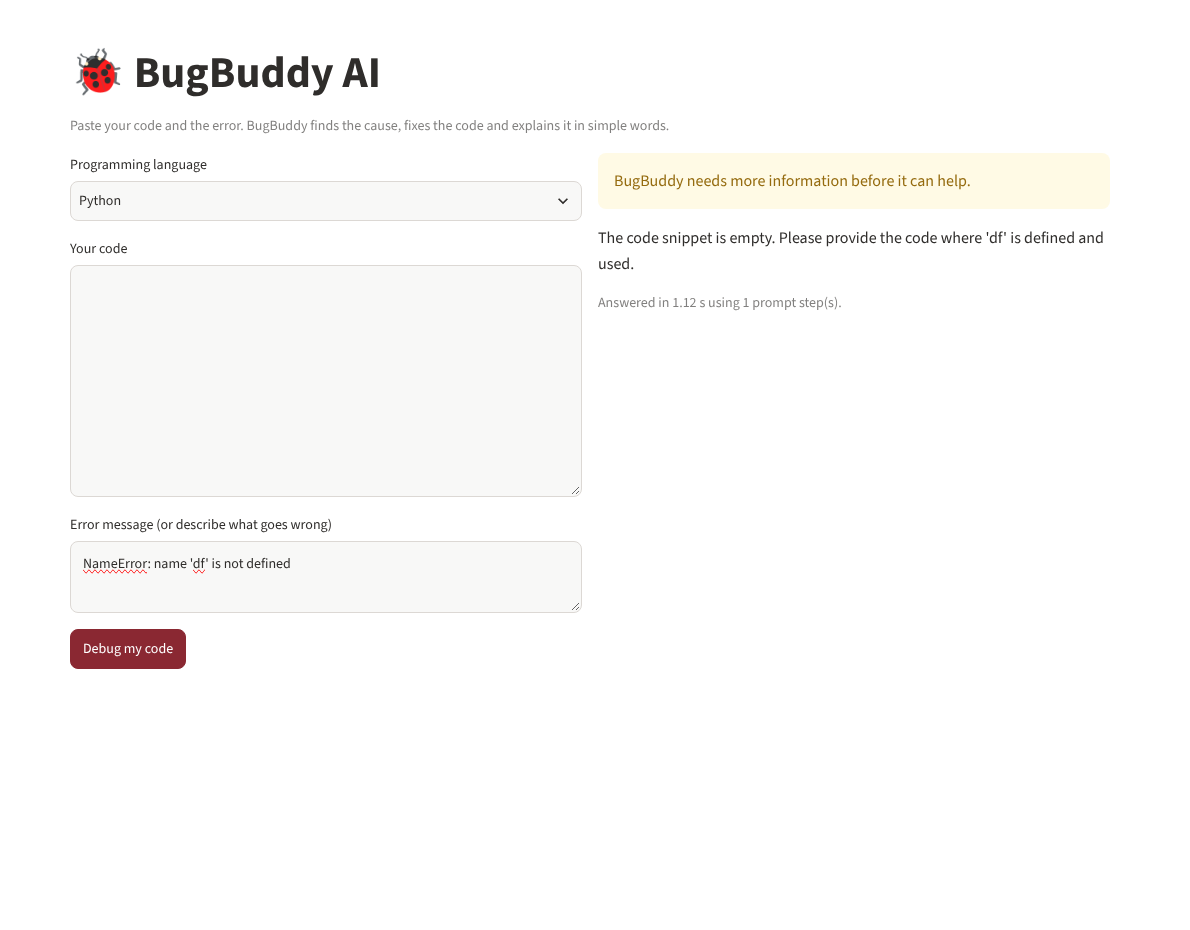 BugBuddy AI
Paste your code and the error. BugBuddy finds the cause, fixes the code and explains it in simple words.
Programming language
Python
Your code
Error message (or describe what goes wrong)
NameError: name 'df' is not defined
Debug my code
BugBuddy needs more information before it can help.
The code snippet is empty. Please provide the code where 'df' is defined and
used.
Answered in 1.12 s using 1 prompt step(s).